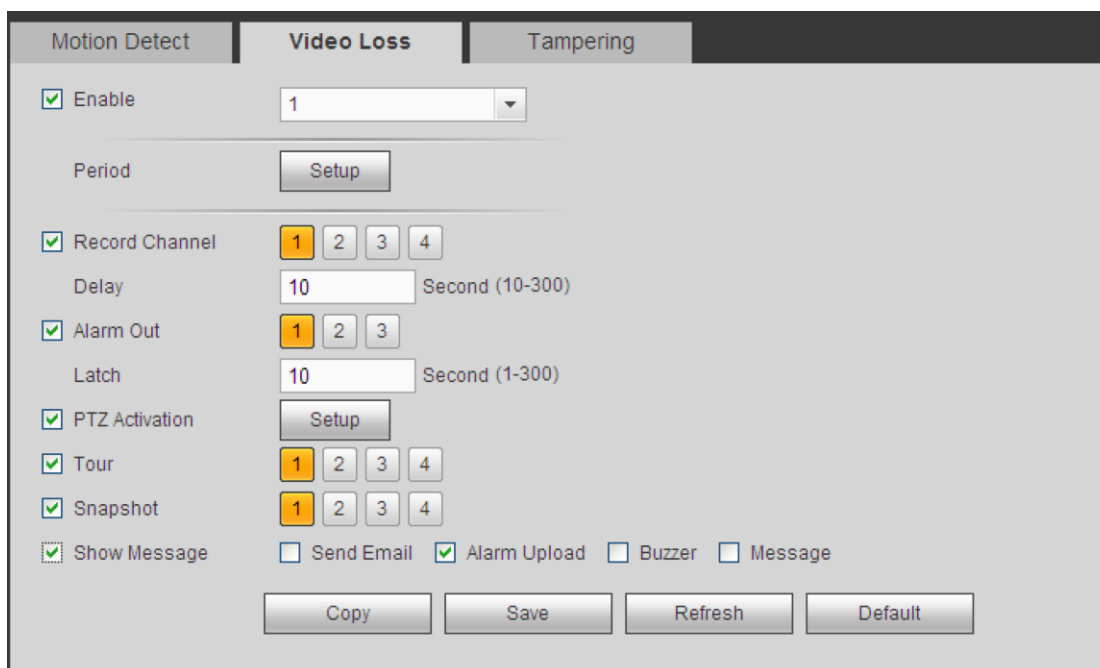 Motion Detect Video Loss Tampering
Enable 1
Period Setup
Record Channel 1 2 3 4
Delay 10 Second (10-300)
Alarm Out 1 2 3
Latch 10 Second (1-300)
PTZ Activation Setup
Tour 1 2 3 4
Snapshot 1 2 3 4
Show Message Send Email Alarm Upload Buzzer Message
Copy Save Refresh Default